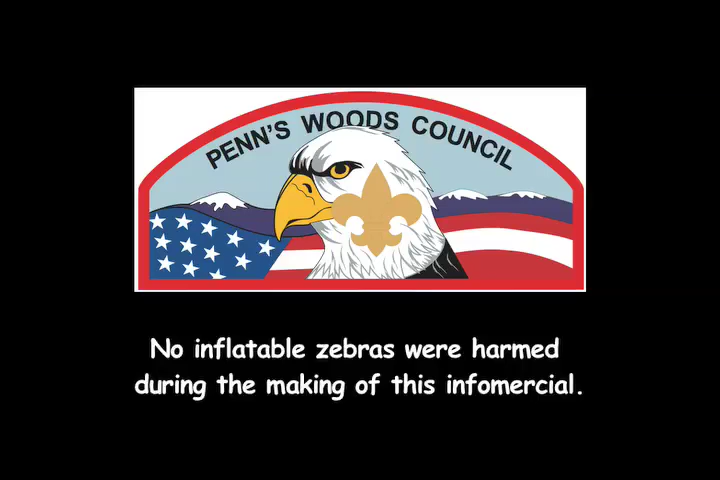 PENN'S WOODS COUNCIL
No inflatable zebras were harmed
during the making of this infomercial.